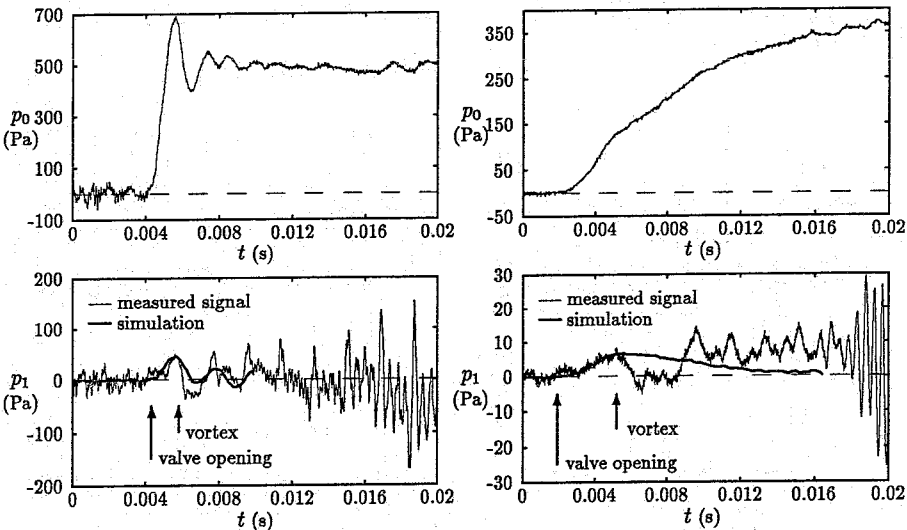 700
500
300
100
-100
p₀
(Pa)
0 0.004 0.008 0.012 0.016 0.02
t (s)
350
250
150
50
-50
p₀
(Pa)
0 0.004 0.008 0.012 0.016 0.02
t (s)
200
100
0
-100
-200
p₁
(Pa)
measured signal
simulation
vortex
valve opening
0 0.004 0.008 0.012 0.016 0.02
t (s)
30
20
10
0
-10
-20
-30
p₁
(Pa)
measured signal
simulation
vortex
valve opening
0 0.004 0.008 0.012 0.016 0.02
t (s)